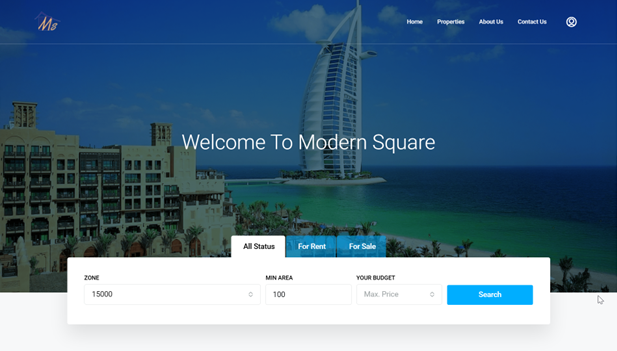 Ms
Home Properties About Us Contact Us
Welcome To Modern Square
All Status For Rent For Sale
ZONE MIN AREA YOUR BUDGET
15000 100 Max. Price Search